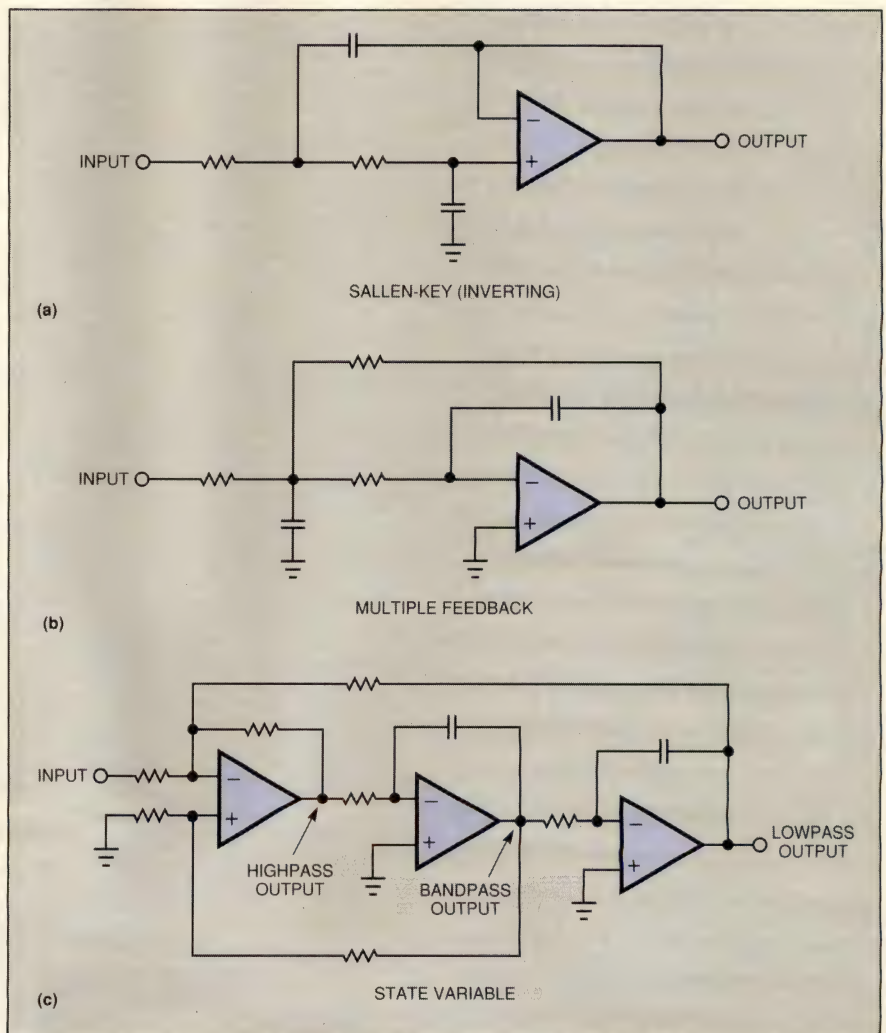 INPUT
−
+
OUTPUT
SALLEN-KEY (INVERTING)
(a)
INPUT
−
+
OUTPUT
MULTIPLE FEEDBACK
(b)
INPUT
−
+
−
+
−
+
LOWPASS
OUTPUT
HIGHPASS
OUTPUT
BANDPASS
OUTPUT
STATE VARIABLE
(c)